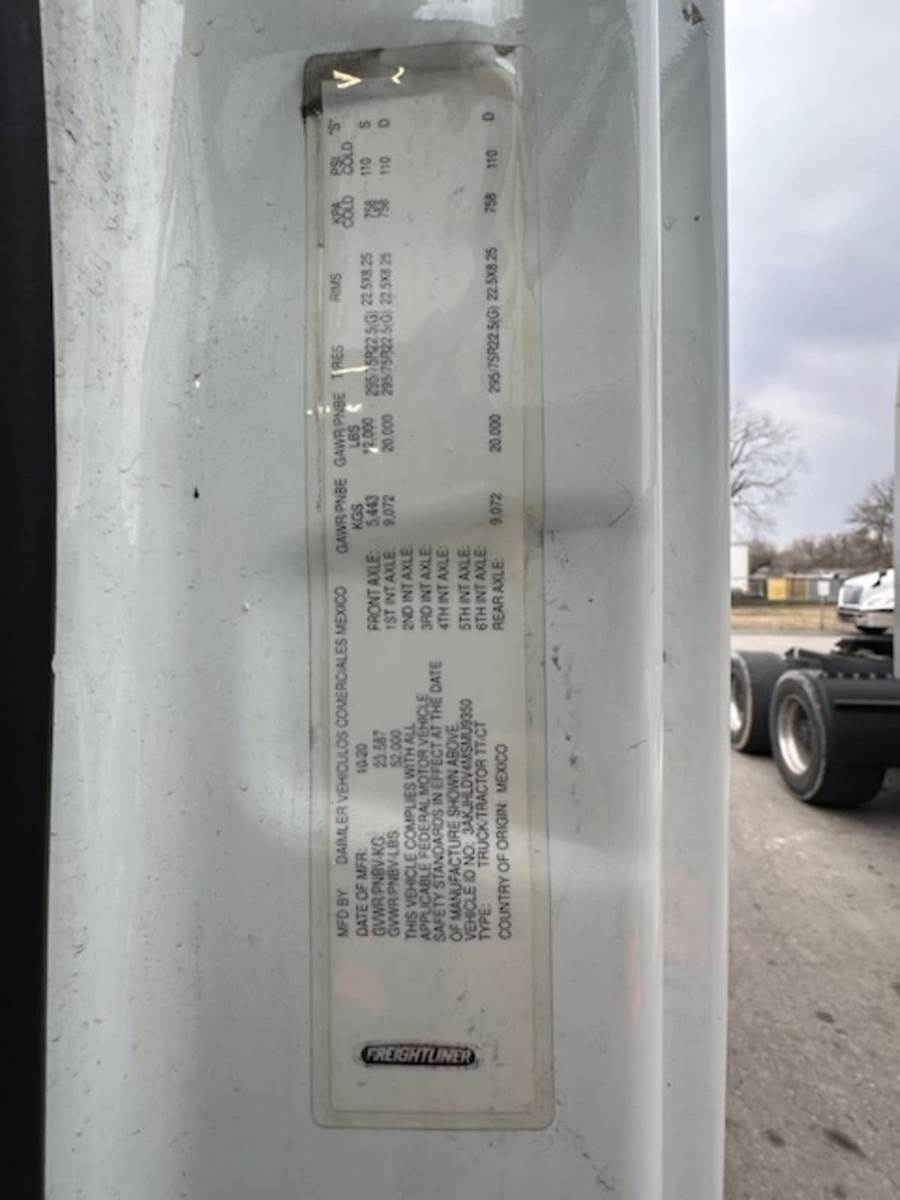 FREIGHTLINER
MFD BY DAIMLER VEHICULOS COMERCIALES MEXICO
DATE OF MFR: 10-20
GVWR/PNBV-KG: 23,587
GVWR/PNBV-LBS 52,000
THIS VEHICLE COMPLIES WITH ALL
APPLICABLE FEDERAL MOTOR VEHICLE
SAFETY STANDARDS IN EFFECT AT THE DATE
OF MANUFACTURE SHOWN ABOVE
VEHICLE ID NO: 3AKJHLDV4MSMU9350
TYPE: TRUCK/TRACTOR TT/CT
COUNTRY OF ORIGIN: MEXICO
GAWR/PNBE GAWR/PNBE TIRES RIMS KPA PSI "S"
KGS LBS COLD COLD
FRONT AXLE: 5,443 12,000 295/75R22.5(G) 22.5X8.25 758 110 S
1ST INT AXLE: 9,072 20,000 295/75R22.5(G) 22.5X8.25 758 110 D
2ND INT AXLE:
3RD INT AXLE:
4TH INT AXLE:
5TH INT AXLE:
6TH INT AXLE:
REAR AXLE: 9,072 20,000 295/75R22.5(G) 22.5X8.25 758 110 D